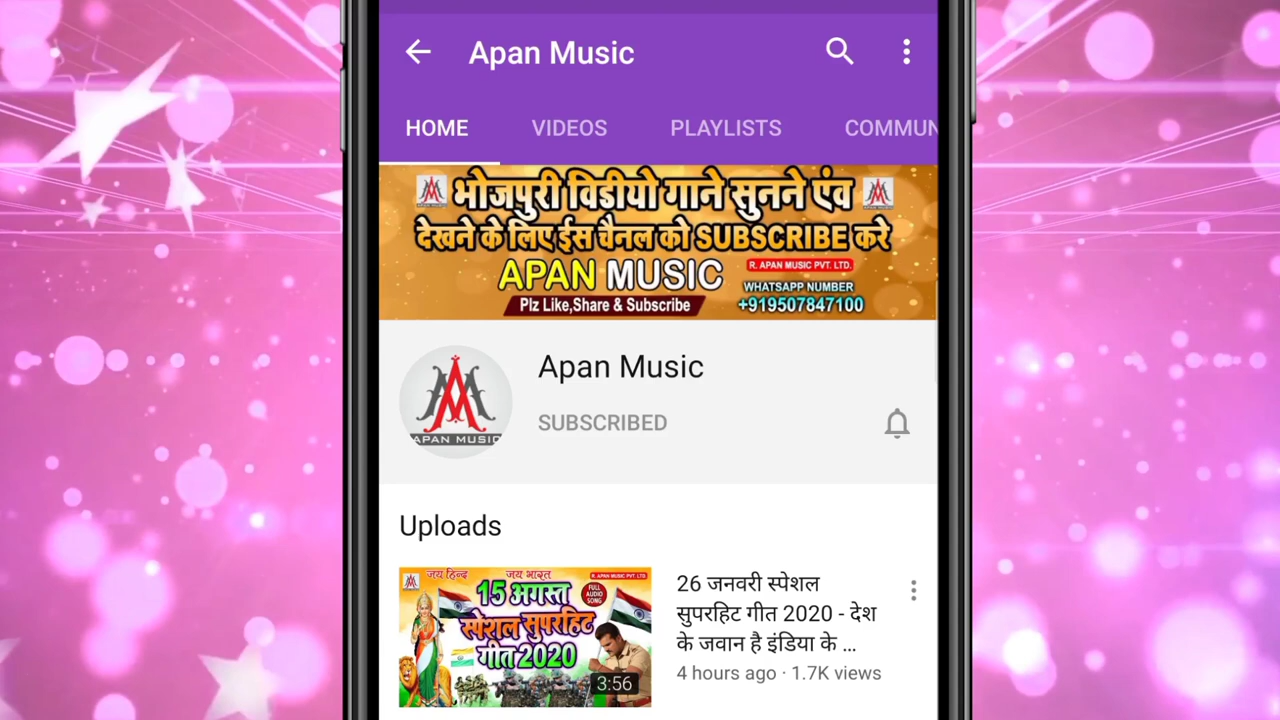 Apan Music
HOME VIDEOS PLAYLISTS COMMUN
भोजपुरी विडीयो गाने सुनने एंव
देखने के लिए ईस चैनल को SUBSCRIBE करे
APAN MUSIC
R. APAN MUSIC PVT. LTD.
Plz Like,Share & Subscribe
WHATSAPP NUMBER
+919507847100
Apan Music
APAN MUSIC
SUBSCRIBED
Uploads
जय हिन्द जय भारत
R. APAN MUSIC PVT. LTD
15 अगस्त
FULL
AUDIO
SONG
स्पेशल सुपरहिट
गीत 2020
3:56
26 जनवरी स्पेशल
सुपरहिट गीत 2020 - देश
के जवान है इंडिया के ...
4 hours ago · 1.7K views